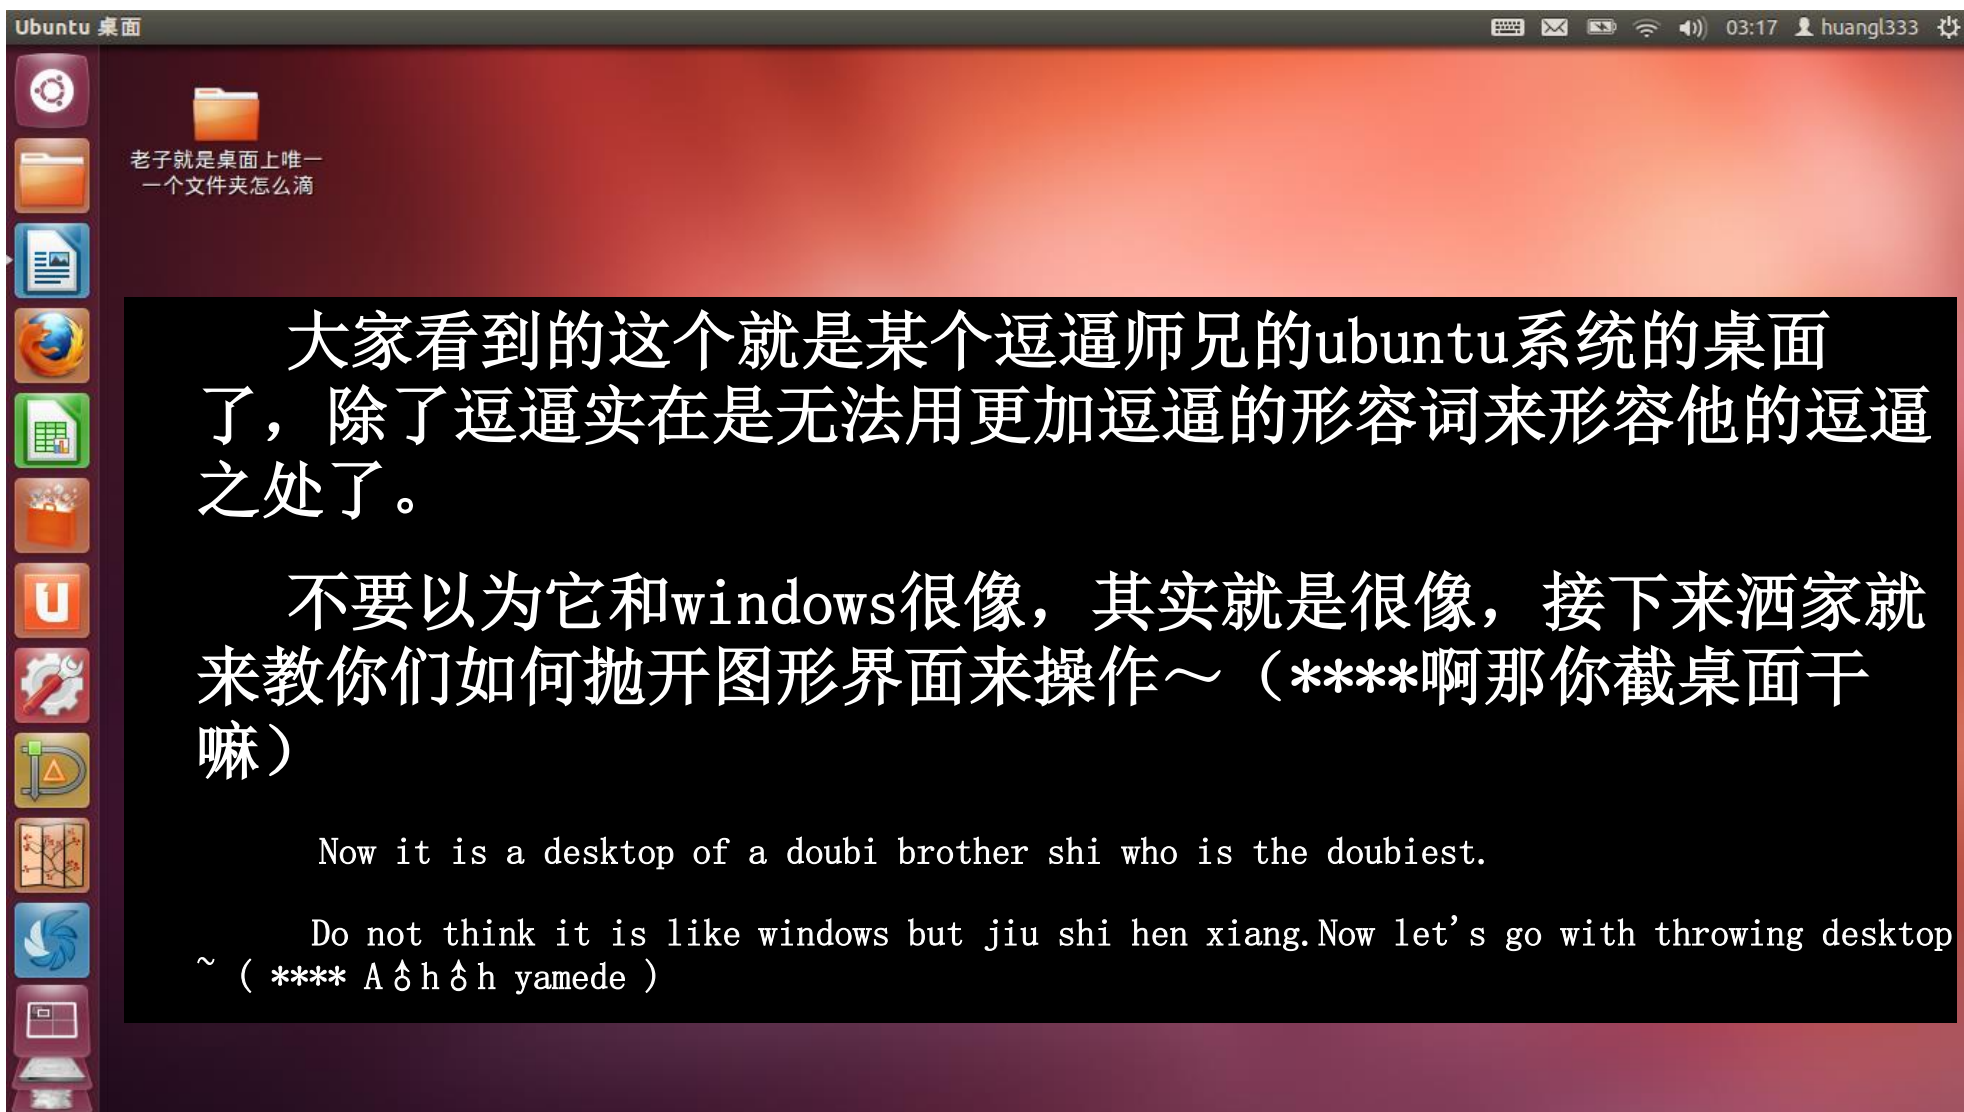 Ubuntu 桌面
03:17 huangl333
老子就是桌面上唯一
一个文件夹怎么滴
大家看到的这个就是某个逗逼师兄的ubuntu系统的桌面
了，除了逗逼实在是无法用更加逗逼的形容词来形容他的逗逼
之处了。
不要以为它和windows很像，其实就是很像，接下来洒家就
来教你们如何抛开图形界面来操作～（****啊那你截桌面干
嘛）
Now it is a desktop of a doubi brother shi who is the doubiest.
Do not think it is like windows but jiu shi hen xiang.Now let's go with throwing desktop
~ ( **** A♂h♂h yamede )